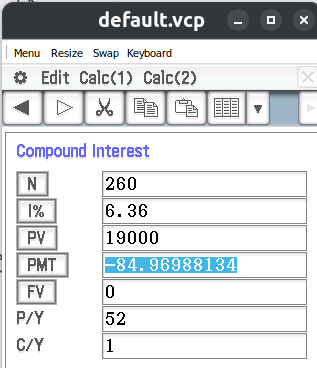 default.vcp
Menu Resize Swap Keyboard
Edit Calc(1) Calc(2)
Compound Interest
N 260
I% 6.36
PV 19000
PMT -84.96988134
FV 0
P/Y 52
C/Y 1